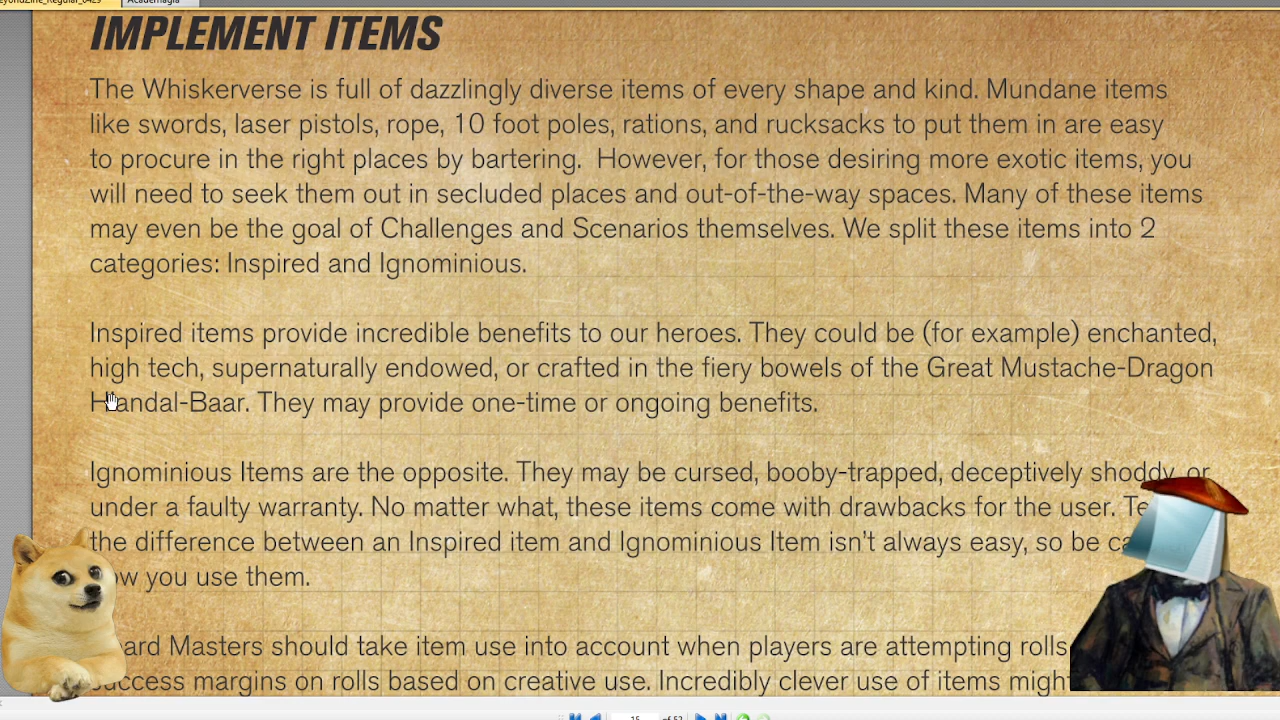 Academagia
IMPLEMENT ITEMS
The Whiskerverse is full of dazzlingly diverse items of every shape and kind. Mundane items
like swords, laser pistols, rope, 10 foot poles, rations, and rucksacks to put them in are easy
to procure in the right places by bartering. However, for those desiring more exotic items, you
will need to seek them out in secluded places and out-of-the-way spaces. Many of these items
may even be the goal of Challenges and Scenarios themselves. We split these items into 2
categories: Inspired and Ignominious.
Inspired items provide incredible benefits to our heroes. They could be (for example) enchanted,
high tech, supernaturally endowed, or crafted in the fiery bowels of the Great Mustache-Dragon
They may provide one-time or ongoing benefits.
Ignominious Items are the opposite. They may be cursed, booby-trapped, deceptively shoddy, or
under a faulty warranty. No matter what, these items come with drawbacks for the user.
the difference between an Inspired item and Ignominious Item isn't always easy, so be
you use them.
Masters should take item use into account when players are attempting rolls
success margins on rolls based on creative use. Incredibly clever use of items might
15 of 52